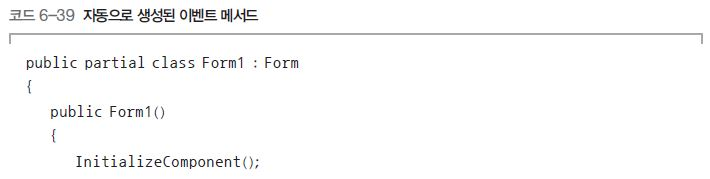 코드 6-39 자동으로 생성된 이벤트 메서드
public partial class Form1 : Form
{
public Form1()
{
InitializeComponent();